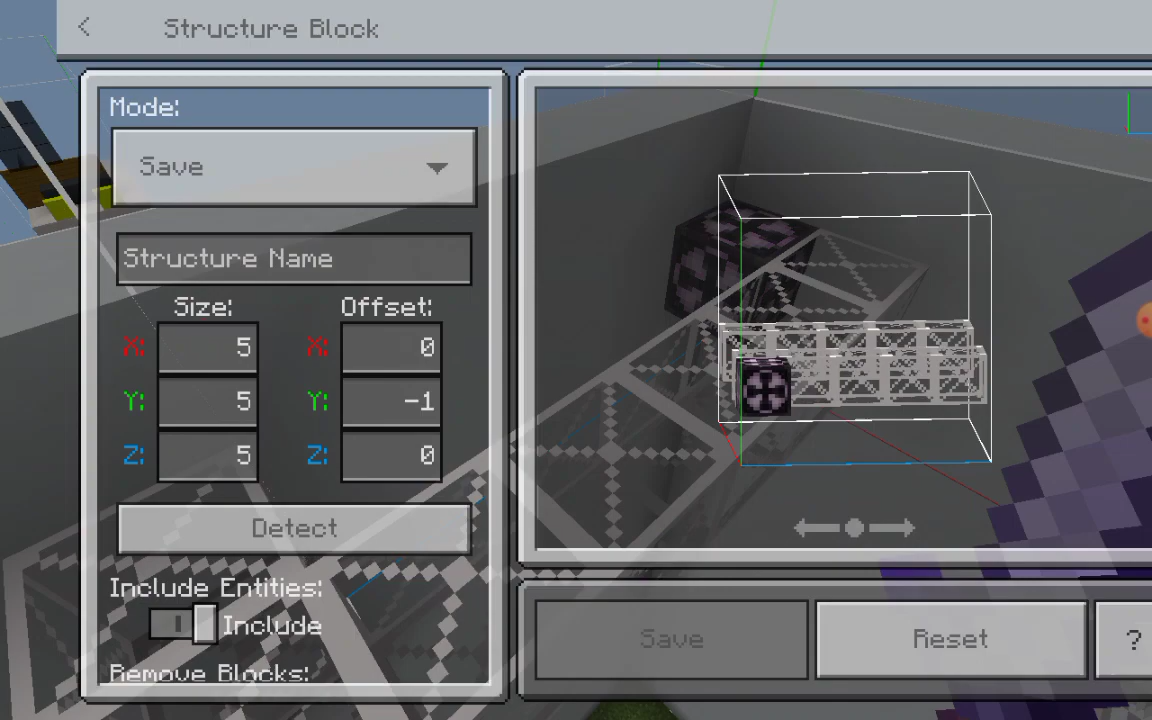 Structure Block
Mode:
Save
Structure Name
Size: Offset:
X: 5 X: 0
Y: 5 Y: -1
Z: 5 Z: 0
Detect
Include Entities:
Include
Remove Blocks:
Save
Reset
?